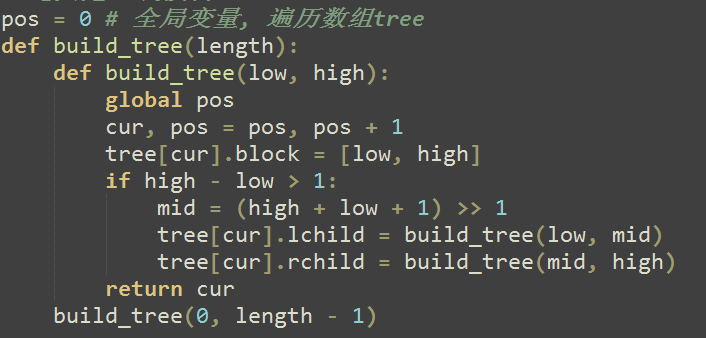 pos = 0 # 全局变量, 遍历数组tree
def build_tree(length):
    def build_tree(low, high):
        global pos
        cur, pos = pos, pos + 1
        tree[cur].block = [low, high]
        if high - low > 1:
            mid = (high + low + 1) >> 1
            tree[cur].lchild = build_tree(low, mid)
            tree[cur].rchild = build_tree(mid, high)
        return cur
    build_tree(0, length - 1)